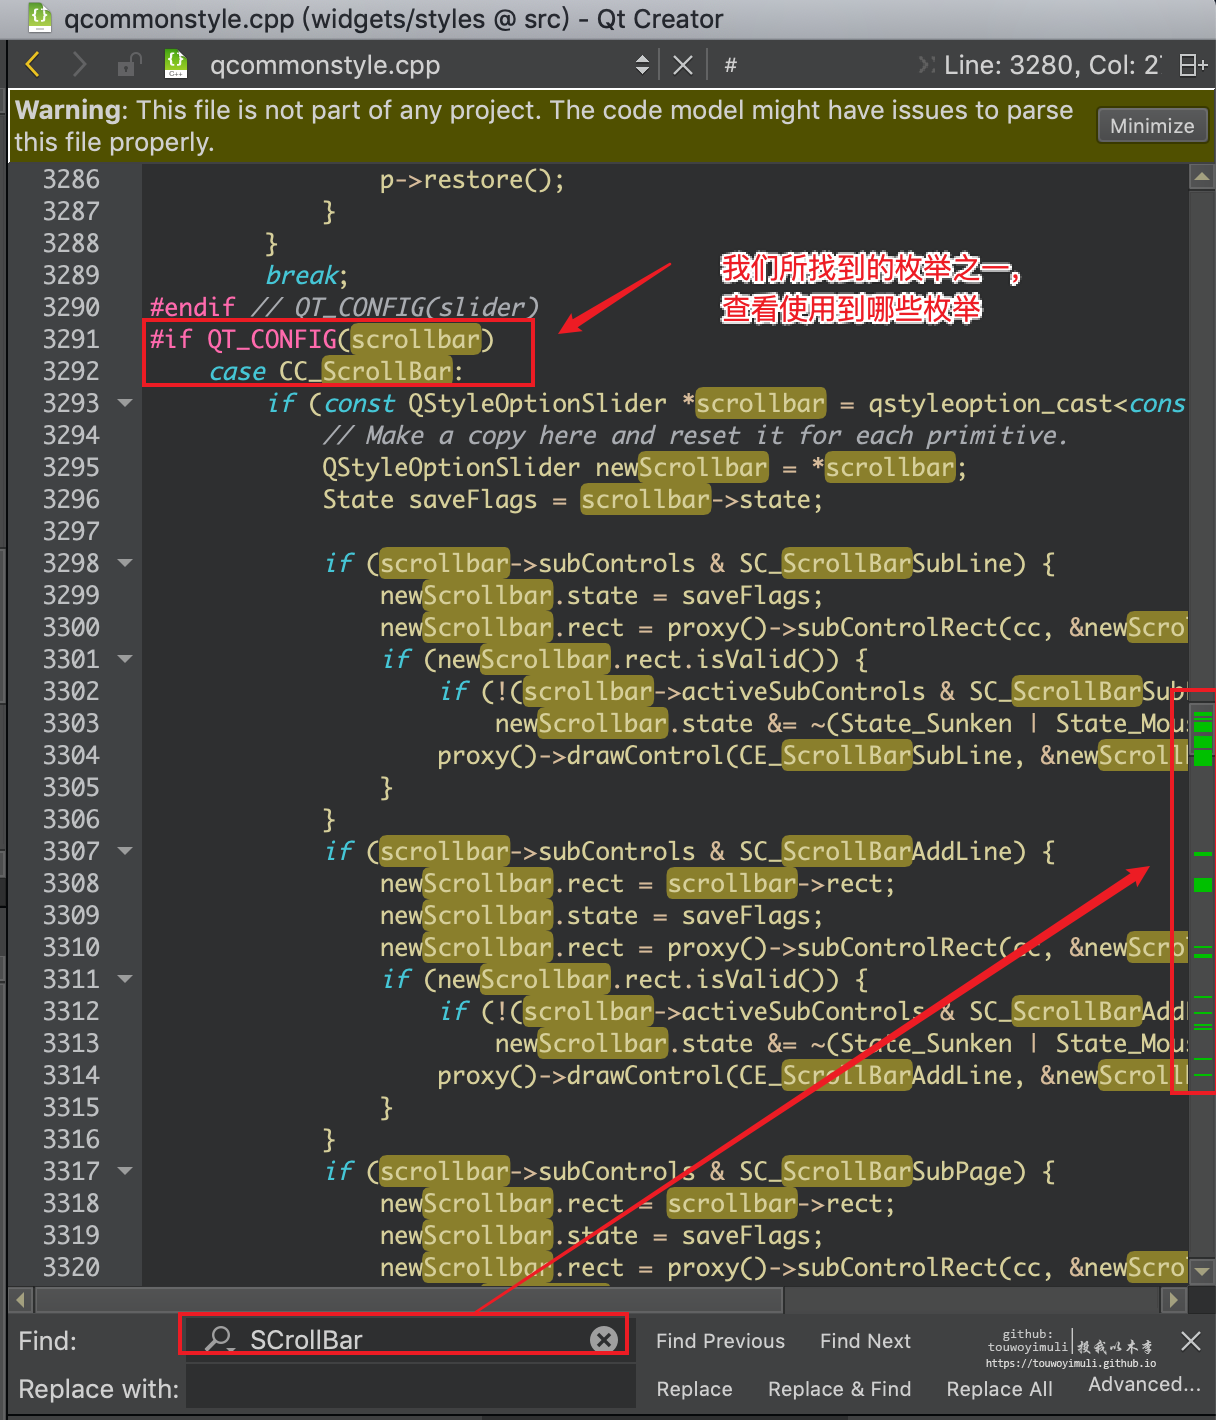 qcommonstyle.cpp (widgets/styles @ src) - Qt Creator
qcommonstyle.cpp
#
Line: 3280, Col: 2
Warning: This file is not part of any project. The code model might have issues to parse
this file properly.
Minimize
3286 p->restore();
3287 }
3288 }
3289 break;
3290 #endif // QT_CONFIG(slider)
3291 #if QT_CONFIG(scrollbar)
3292 case CC_ScrollBar:
我们所找到的枚举之一，
查看使用到哪些枚举
3293 if (const QStyleOptionSlider *scrollbar = qstyleoption_cast<cons
3294 // Make a copy here and reset it for each primitive.
3295 QStyleOptionSlider newScrollbar = *scrollbar;
3296 State saveFlags = scrollbar->state;
3297
3298 if (scrollbar->subControls & SC_ScrollBarSubLine) {
3299 newScrollbar.state = saveFlags;
3300 newScrollbar.rect = proxy()->subControlRect(cc, &newScrol
3301 if (newScrollbar.rect.isValid()) {
3302 if (!(scrollbar->activeSubControls & SC_ScrollBarSubL
3303 newScrollbar.state &= ~(State_Sunken | State_Mous
3304 proxy()->drawControl(CE_ScrollBarSubLine, &newScrollb
3305 }
3306 }
3307 if (scrollbar->subControls & SC_ScrollBarAddLine) {
3308 newScrollbar.rect = scrollbar->rect;
3309 newScrollbar.state = saveFlags;
3310 newScrollbar.rect = proxy()->subControlRect(cc, &newScrol
3311 if (newScrollbar.rect.isValid()) {
3312 if (!(scrollbar->activeSubControls & SC_ScrollBarAddL
3313 newScrollbar.state &= ~(State_Sunken | State_Mous
3314 proxy()->drawControl(CE_ScrollBarAddLine, &newScrollb
3315 }
3316 }
3317 if (scrollbar->subControls & SC_ScrollBarSubPage) {
3318 newScrollbar.rect = scrollbar->rect;
3319 newScrollbar.state = saveFlags;
3320 newScrollbar.rect = proxy()->subControlRect(cc, &newScrol
Find: SCrollBar Find Previous Find Next
github:
touwoyimuli 投我以木李
https://touwoyimuli.github.io
Replace with: Replace Replace & Find Replace All Advanced...